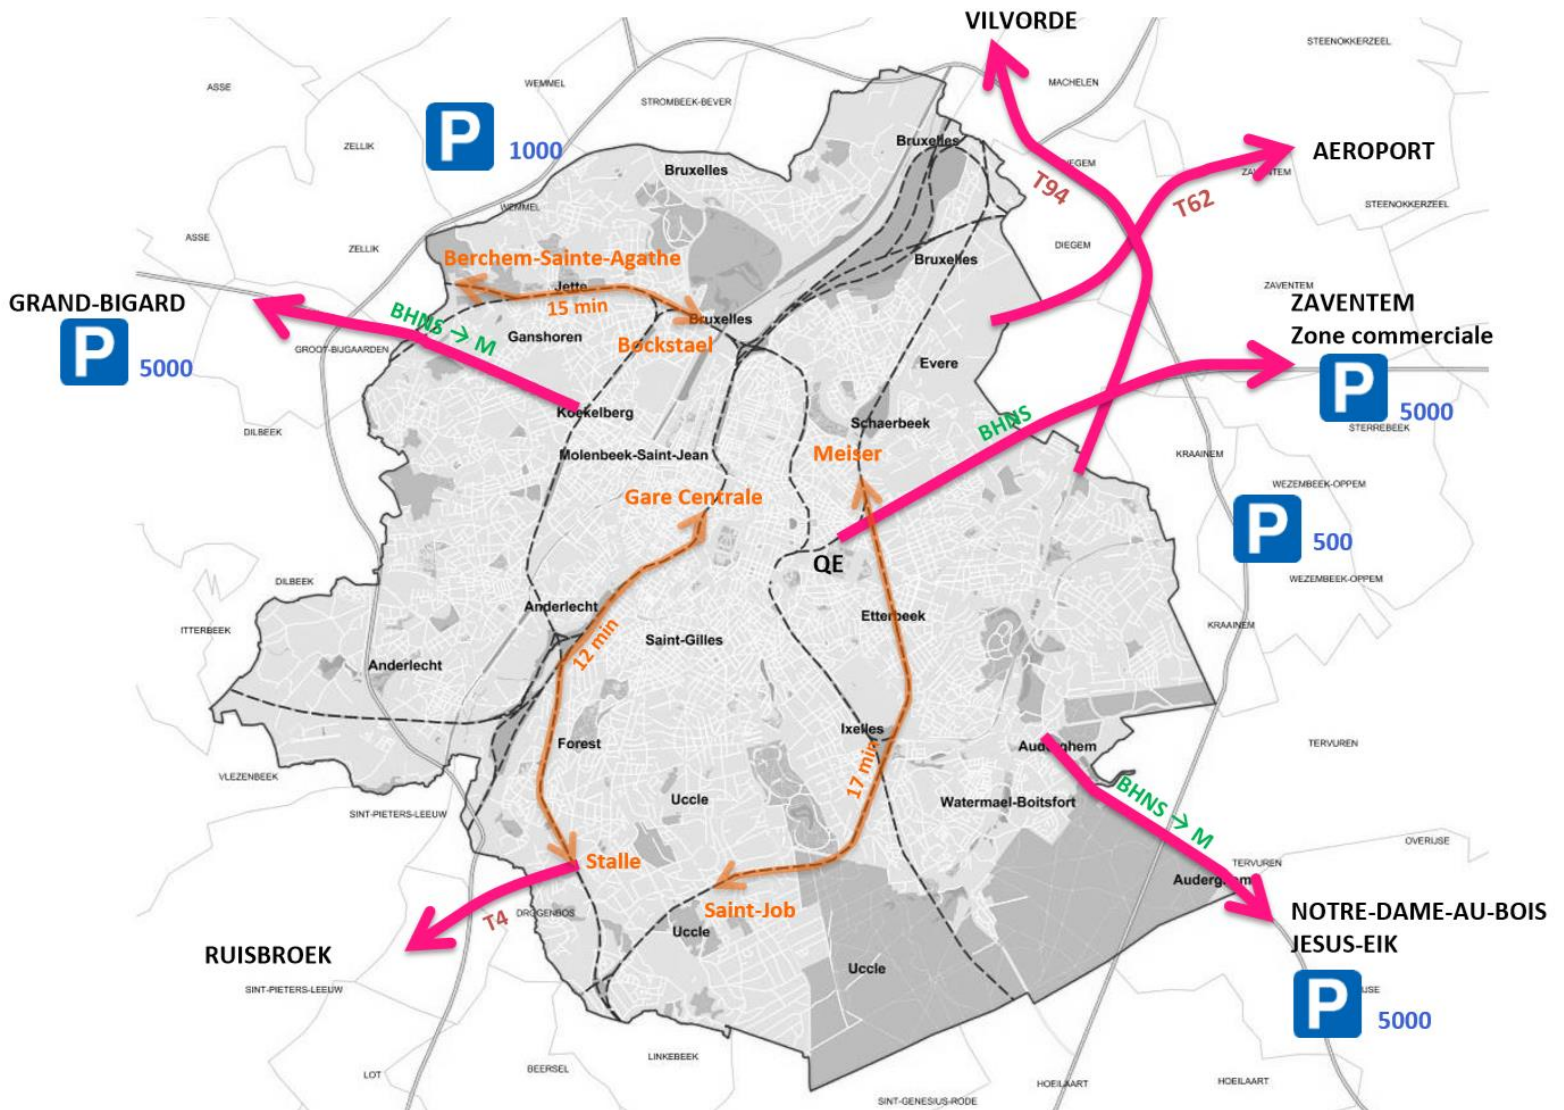 VILVORDE
STEENOKKERZEEL
ASSE
WEMMEL
MACHELEN
STROMBEEK-BEVER
P 1000
ZELLIK
Bruxelles
AEROPORT
Bruxelles
T94
T62
STEENOKKERZEEL
WEMMEL
ASSE
ZELLIK
DIEGEM
Berchem-Sainte-Agathe
Bruxelles
Jette
15 min
ZAVENTEM
GRAND-BIGARD
P 5000
BHNS → M
Bruxelles
ZAVENTEM
Zone commerciale
P 5000
Ganshoren
Bockstael
GROOT-BIJGAARDEN
Evere
Koekelberg
BHNS
Schaerbeek
STERREBEEK
DILBEEK
Molenbeek-Saint-Jean
Meiser
KRAAINEM
WEZEMBEEK-OPPEM
Gare Centrale
P 500
QE
DILBEEK
WEZEMBEEK-OPPEM
Anderlecht
Etterbeek
ITTERBEEK
KRAAINEM
12 min
Saint-Gilles
Anderlecht
Ixelles
Forest
TERVUREN
17 min
VLEZENBEEK
Uccle
Watermael-Boitsfort
BHNS → M
SINT-PIETERS-LEEUW
OVERIJSE
Stalle
TERVUREN
Saint-Job
T4
DROGENBOS
NOTRE-DAME-AU-BOIS
JESUS-EIK
P 5000
Uccle
RUISBROEK
Uccle
SINT-PIETERS-LEEUW
LINKEBEEK
BEERSEL
LOT
HOEILAART
HOEILAART
SINT-GENESIUS-RODE